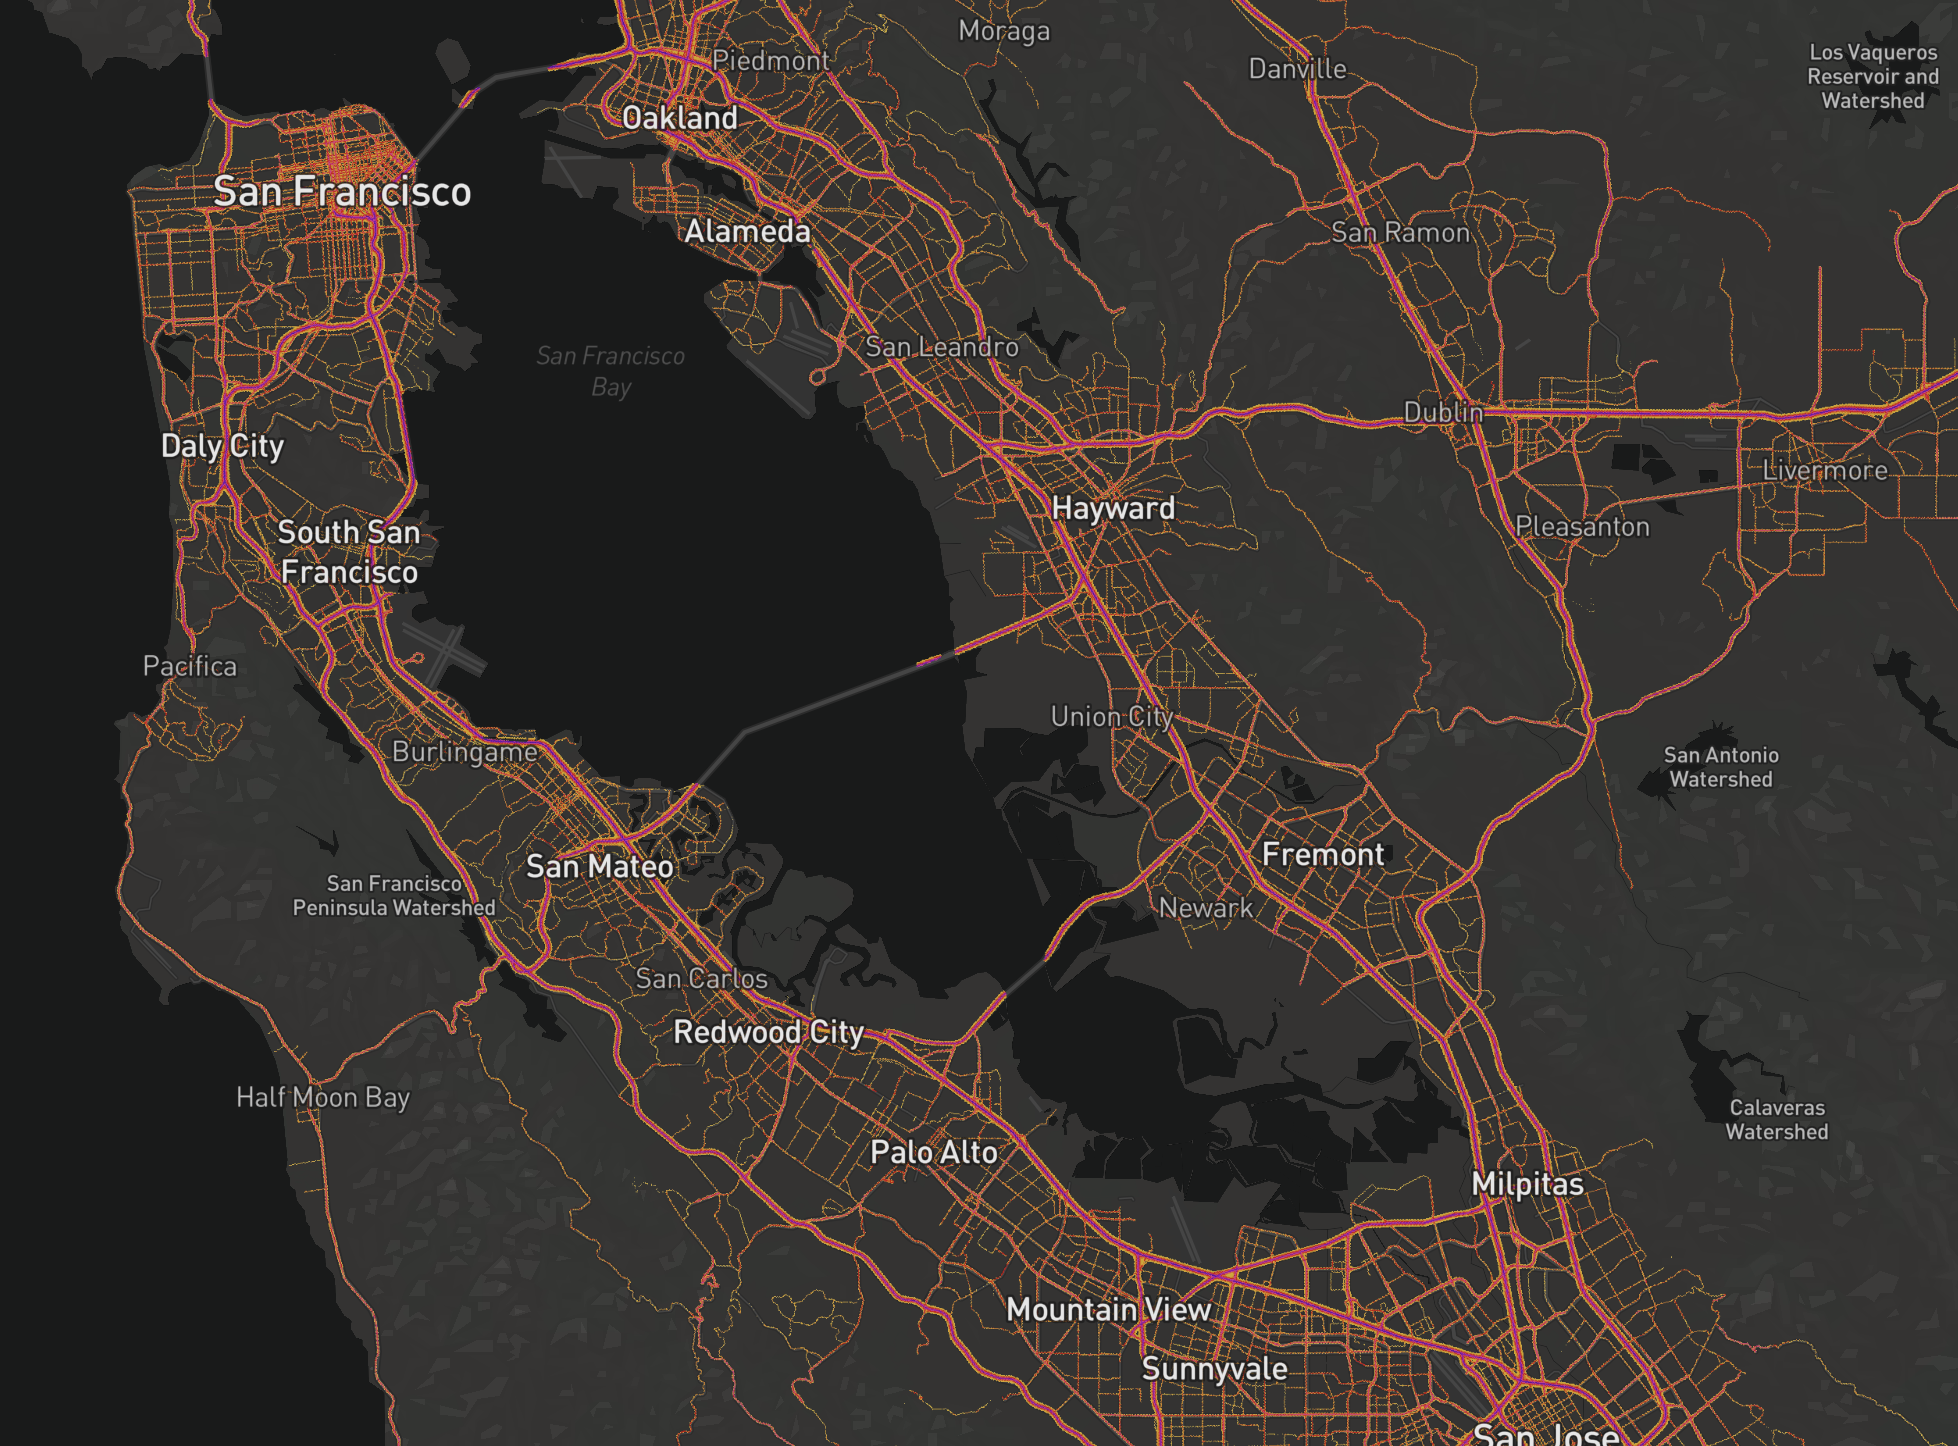 Moraga
Los Vaqueros
Reservoir and
Watershed
Piedmont
Danville
Oakland
San Francisco
Alameda
San Ramon
San Francisco
Bay
San Leandro
Dublin
Daly City
Livermore
Hayward
Pleasanton
South San
Francisco
Pacifica
Union City
Burlingame
San Antonio
Watershed
San Mateo
Fremont
San Francisco
Peninsula Watershed
Newark
San Carlos
Redwood City
Half Moon Bay
Calaveras
Watershed
Palo Alto
Milpitas
Mountain View
Sunnyvale
San Jose